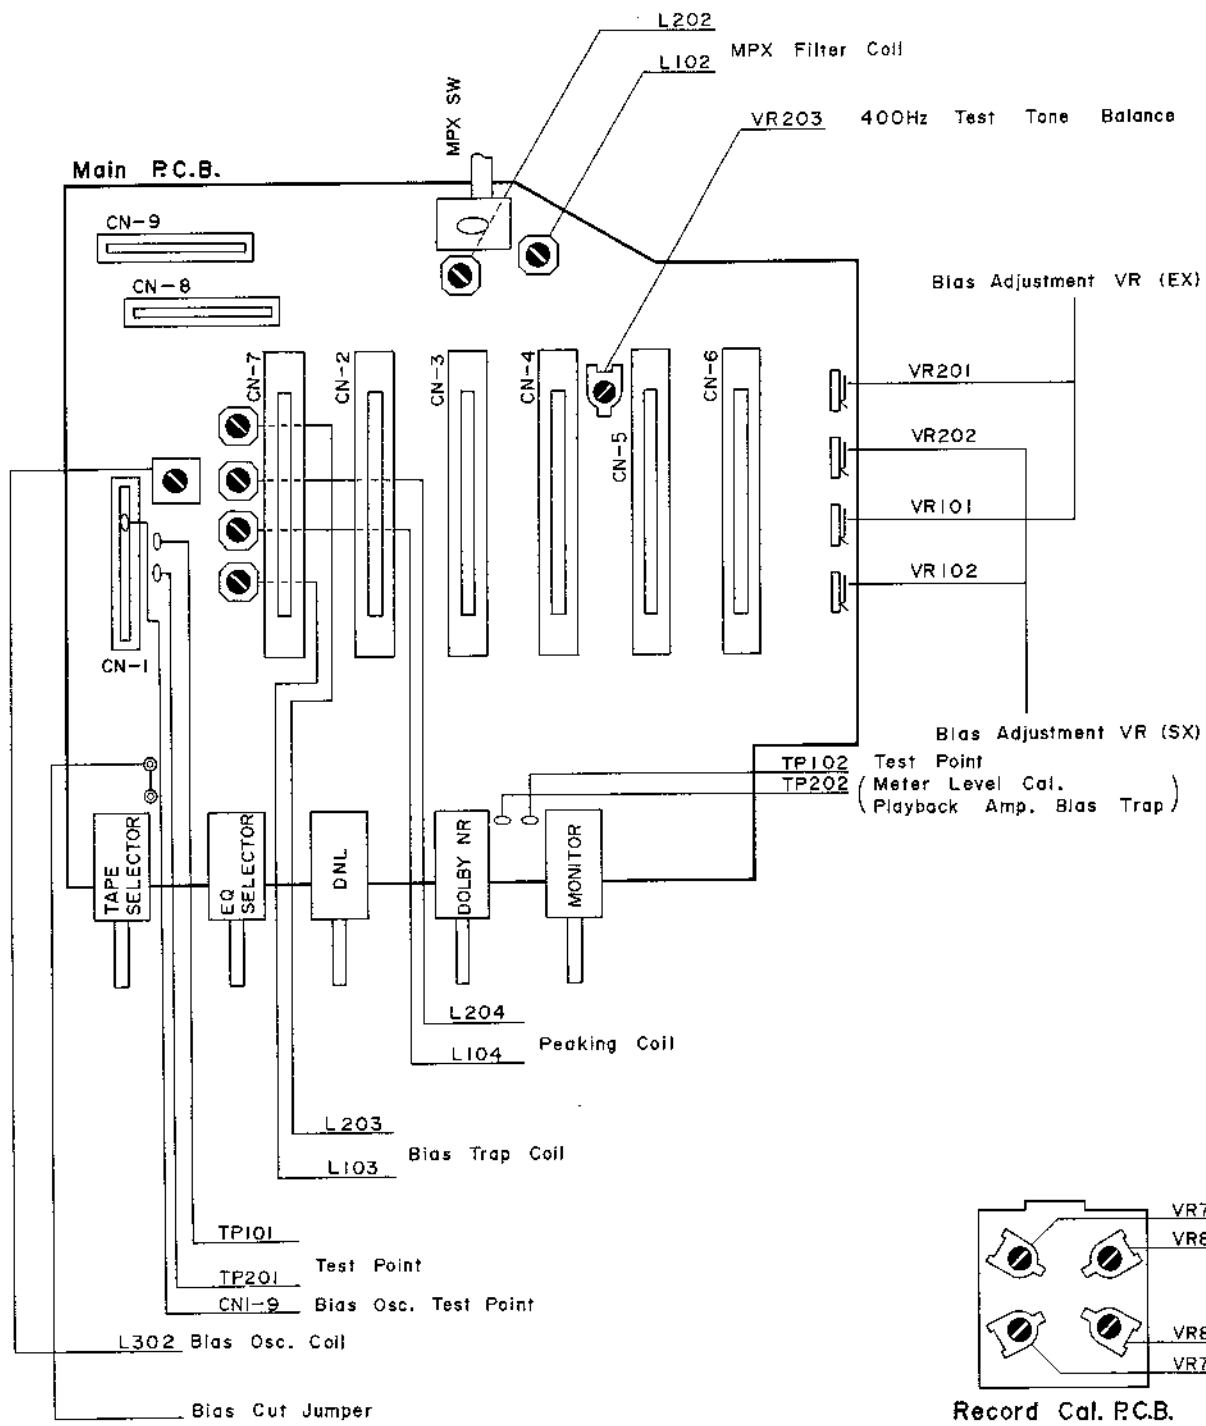 L202
L102 MPX Filter Coil
MPX SW
VR203 400Hz Test Tone Balance
Main P.C.B.
CN-9
CN-8
CN-7
CN-2
CN-3
CN-4
CN-5
CN-6
CN-1
Bias Adjustment VR (EX)
VR201
VR202
VR101
VR102
Bias Adjustment VR (SX)
TP102 Test Point
TP202 (Meter Level Cal.
Playback Amp. Bias Trap)
TAPE
SELECTOR
EQ
SELECTOR
DNL
DOLBY NR
MONITOR
L204
L104
Peaking Coil
L203
L103
Bias Trap Coil
TP101
TP201
Test Point
CN1-9 Bias Osc. Test Point
L302 Bias Osc. Coil
Bias Cut Jumper
VR7
VR8
VR8
VR7
Record Cal. P.C.B.